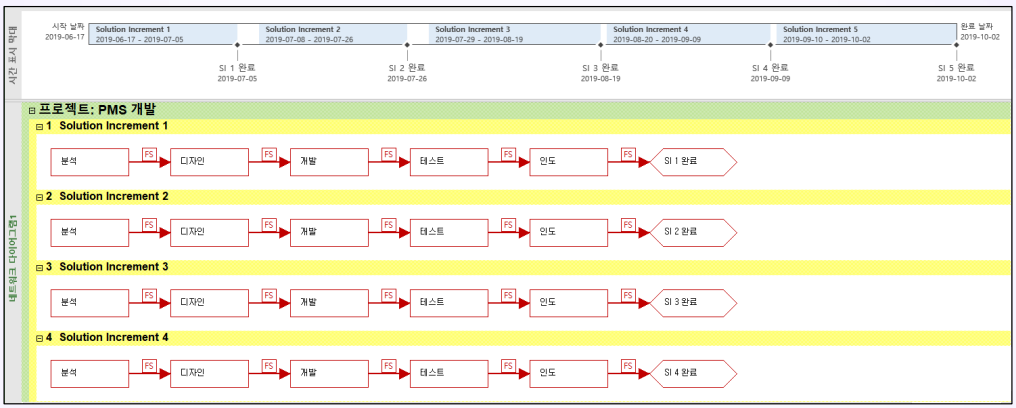 시간 표시 막대
시작 날짜
2019-06-17
Solution Increment 1
2019-06-17 - 2019-07-05
Solution Increment 2
2019-07-08 - 2019-07-26
Solution Increment 3
2019-07-29 - 2019-08-19
Solution Increment 4
2019-08-20 - 2019-09-09
Solution Increment 5
2019-09-10 - 2019-10-02
완료 날짜
2019-10-02
SI 1 완료
2019-07-05
SI 2 완료
2019-07-26
SI 3 완료
2019-08-19
SI 4 완료
2019-09-09
SI 5 완료
2019-10-02
네트워크 다이어그램1
프로젝트: PMS 개발
1 Solution Increment 1
분석 FS 디자인 FS 개발 FS 테스트 FS 인도 FS SI 1 완료
2 Solution Increment 2
분석 FS 디자인 FS 개발 FS 테스트 FS 인도 FS SI 2 완료
3 Solution Increment 3
분석 FS 디자인 FS 개발 FS 테스트 FS 인도 FS SI 3 완료
4 Solution Increment 4
분석 FS 디자인 FS 개발 FS 테스트 FS 인도 FS SI 4 완료